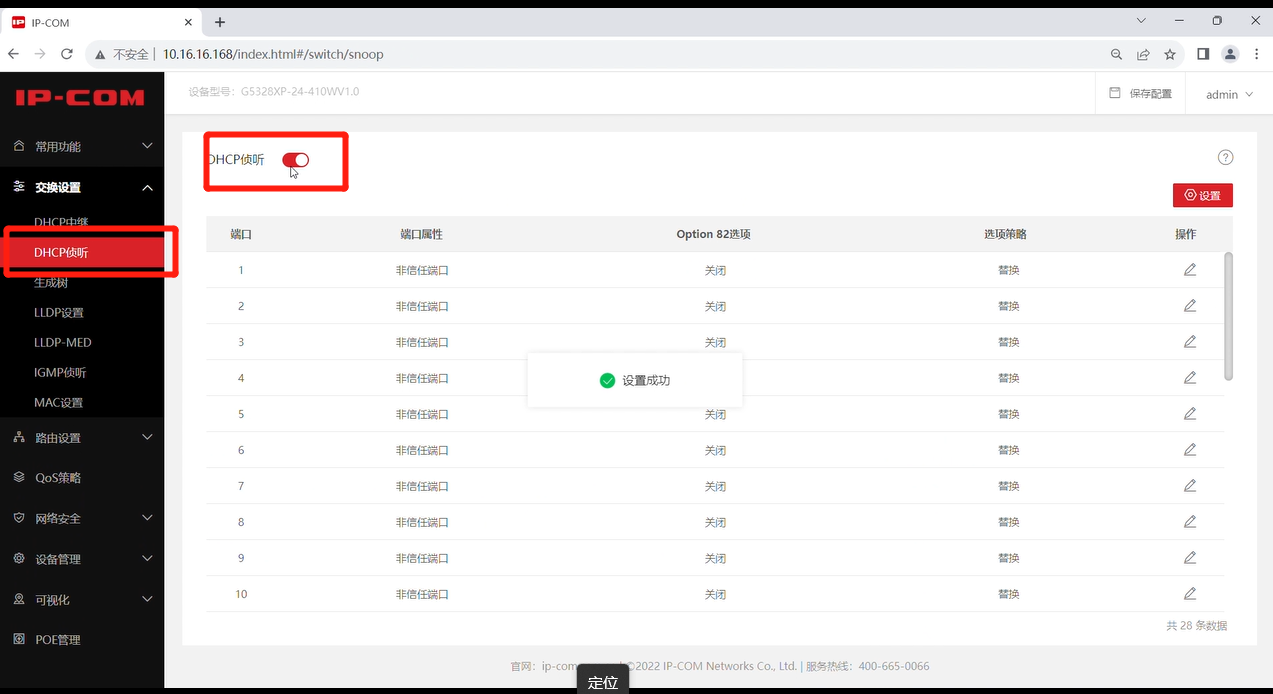 IP-COM
不安全 | 10.16.16.168/index.html#/switch/snoop
IP-COM
设备型号：G5328XP-24-410WV1.0
保存配置
admin
常用功能
交换设置
DHCP中继
DHCP侦听
生成树
LLDP设置
LLDP-MED
IGMP侦听
MAC设置
路由设置
QoS策略
网络安全
设备管理
可视化
POE管理
DHCP侦听
设置
端口 端口属性 Option 82选项 选项策略 操作
1 非信任端口 关闭 替换
2 非信任端口 关闭 替换
3 非信任端口 关闭 替换
4 非信任端口 替换
5 非信任端口 关闭 替换
6 非信任端口 关闭 替换
7 非信任端口 关闭 替换
8 非信任端口 关闭 替换
9 非信任端口 关闭 替换
10 非信任端口 关闭 替换
设置成功
共 28 条数据
官网：ip-com ©2022 IP-COM Networks Co., Ltd. | 服务热线：400-665-0066
定位